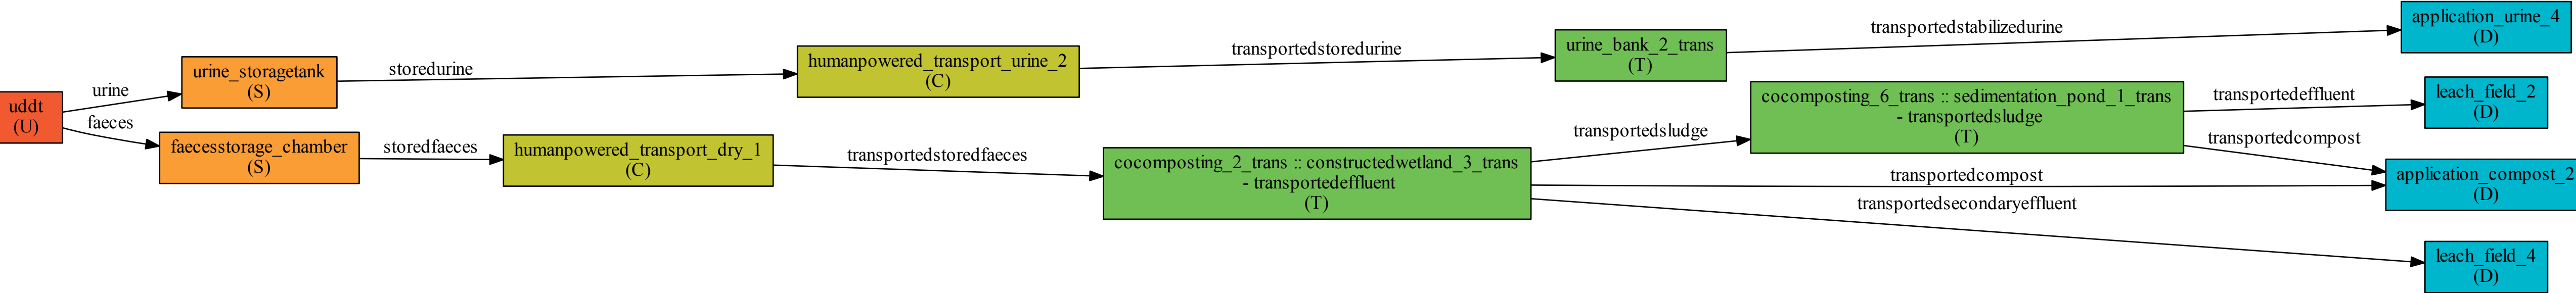 uddt
(U)
urine
faeces
urine_storagetank
(S)
faecesstorage_chamber
(S)
storedurine
storedfaeces
humanpowered_transport_urine_2
(C)
humanpowered_transport_dry_1
(C)
transportedstoredurine
transportedstoredfaeces
urine_bank_2_trans
(T)
cocomposting_2_trans :: constructedwetland_3_trans
- transportedeffluent
(T)
transportedstabilizedurine
transportedsludge
cocomposting_6_trans :: sedimentation_pond_1_trans
- transportedsludge
(T)
transportedeffluent
transportedcompost
transportedcompost
transportedsecondaryeffluent
application_urine_4
(D)
leach_field_2
(D)
application_compost_2
(D)
leach_field_4
(D)